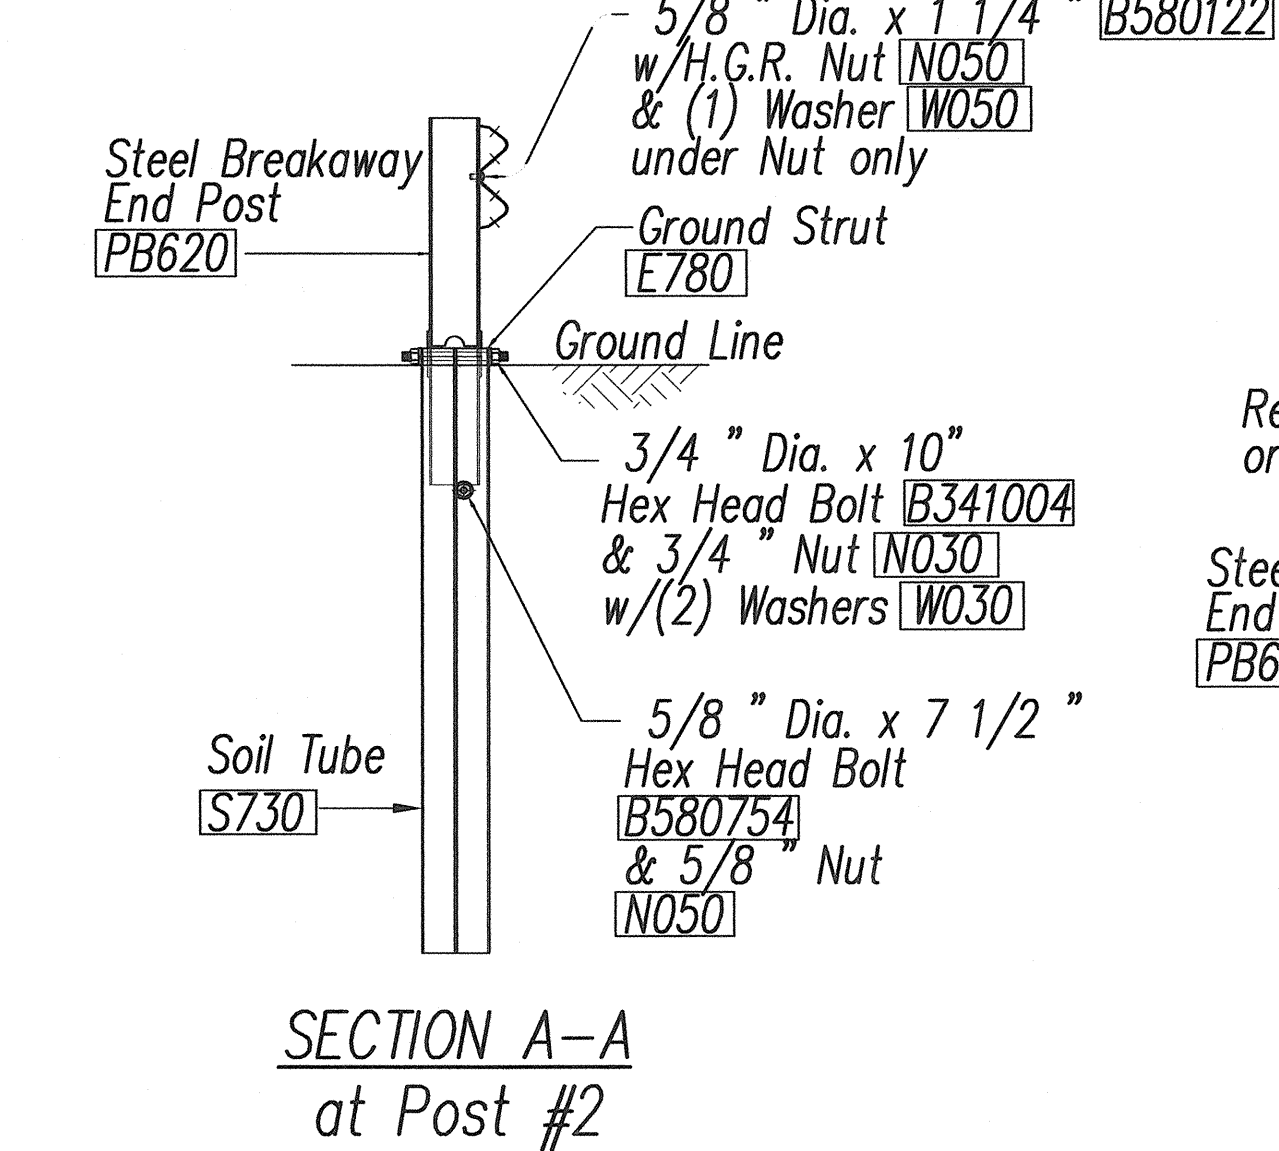 5/8 " Dia. x 1 1/4 " B580122
w/H.G.R. Nut N050
& (1) Washer W050
under Nut only
Steel Breakaway
End Post
PB620
Ground Strut
E780
Ground Line
3/4 " Dia. x 10"
Hex Head Bolt B341004
& 3/4 " Nut N030
w/(2) Washers W030
5/8 " Dia. x 7 1/2 "
Hex Head Bolt
B580754
& 5/8 " Nut
N050
Soil Tube
S730
SECTION A-A
at Post #2
End